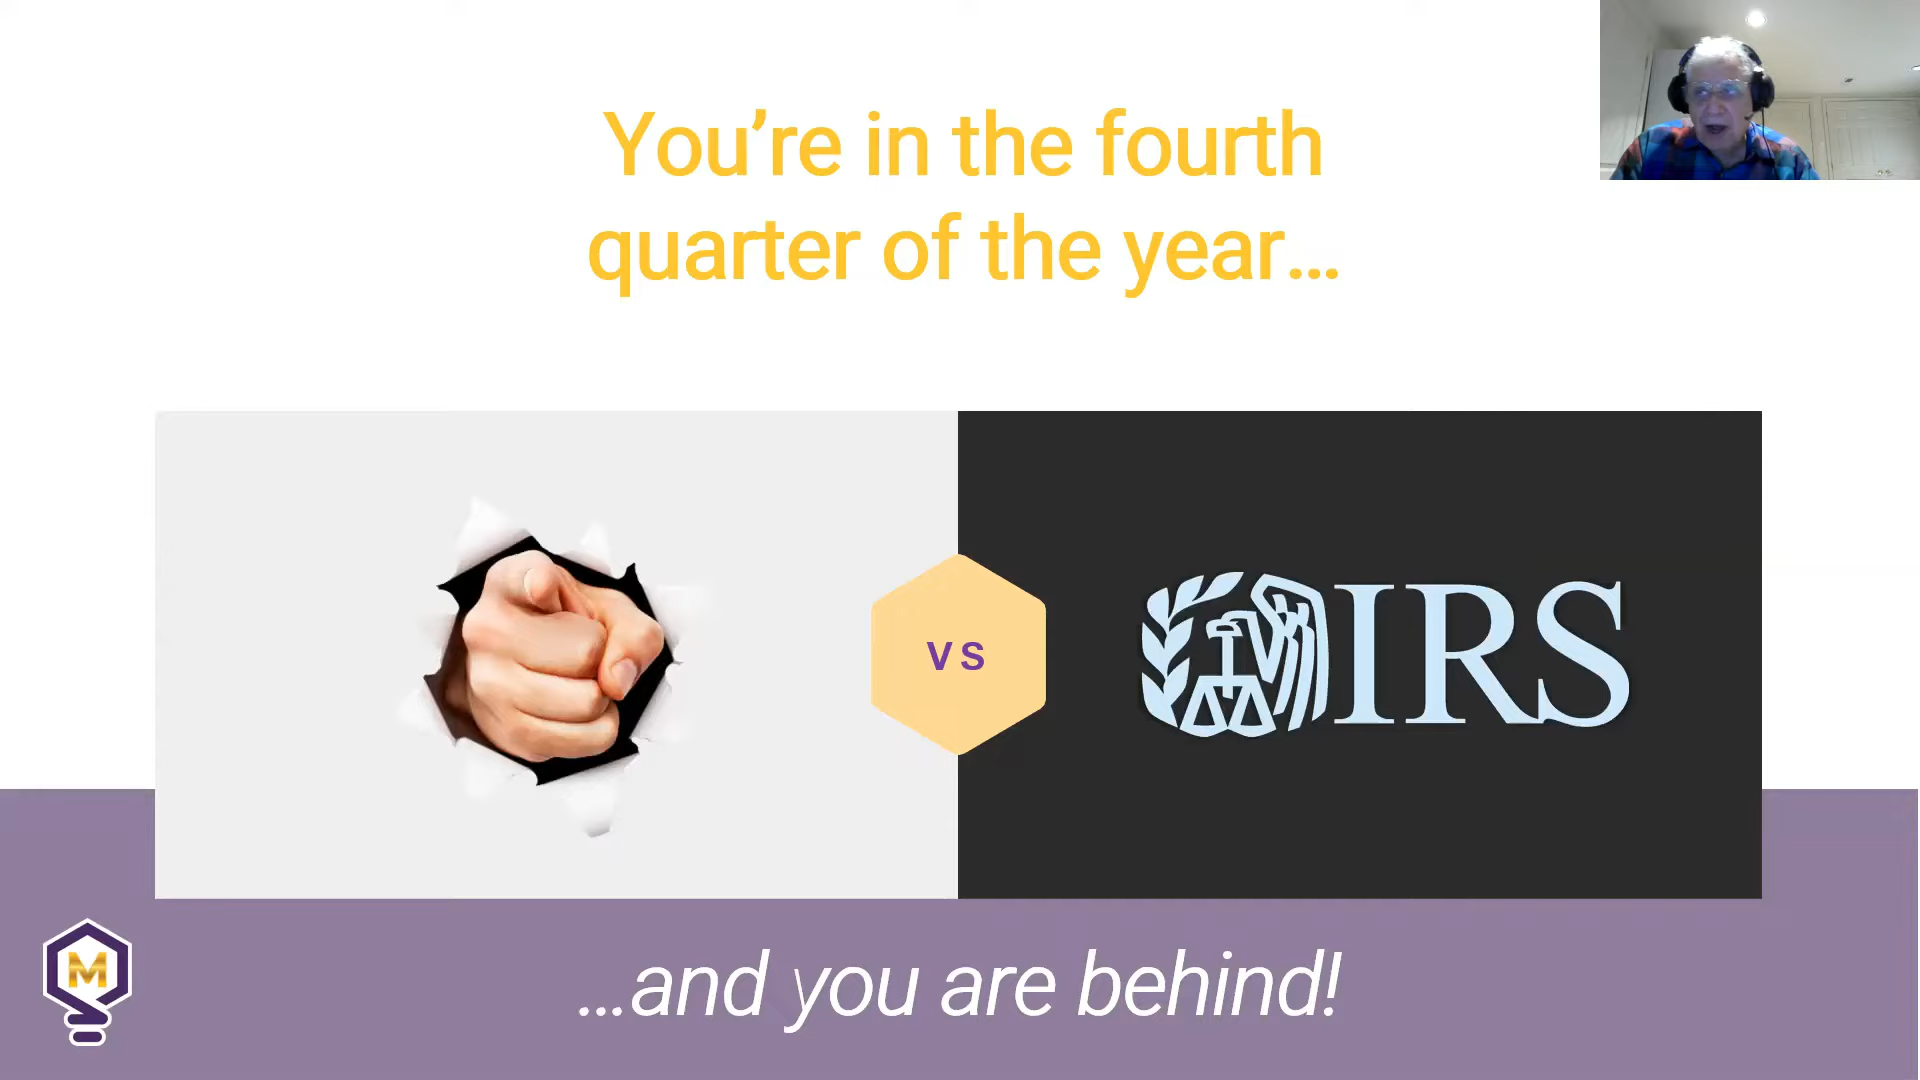 You’re in the fourth
quarter of the year…
VS
IRS
M
…and you are behind!